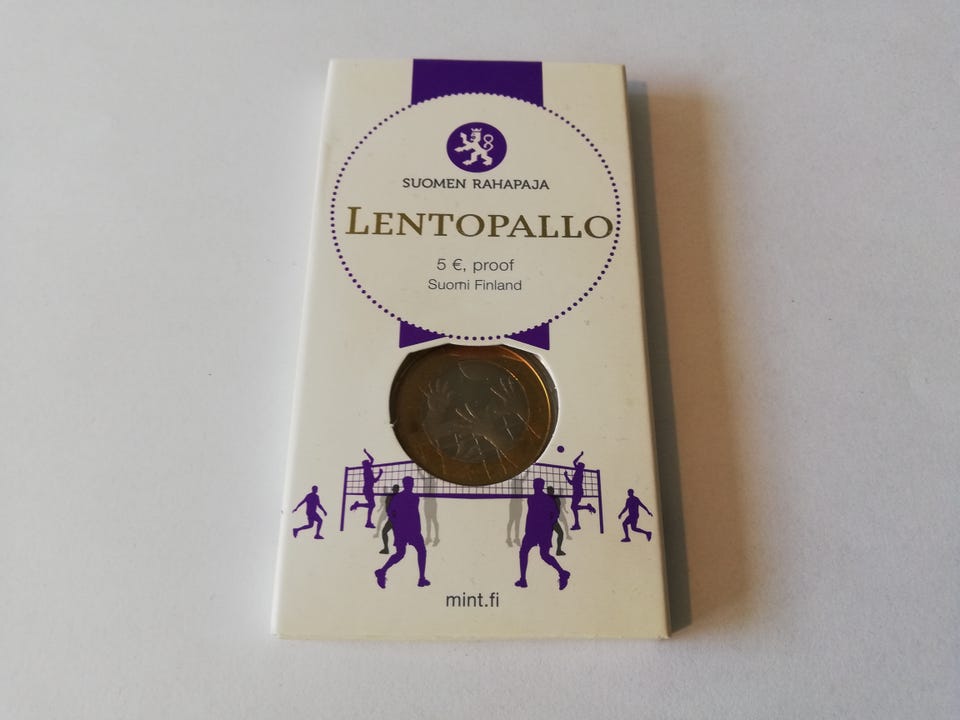 SUOMEN RAHAPAJA
LENTOPALLO
5 €, proof
Suomi Finland
mint.fi